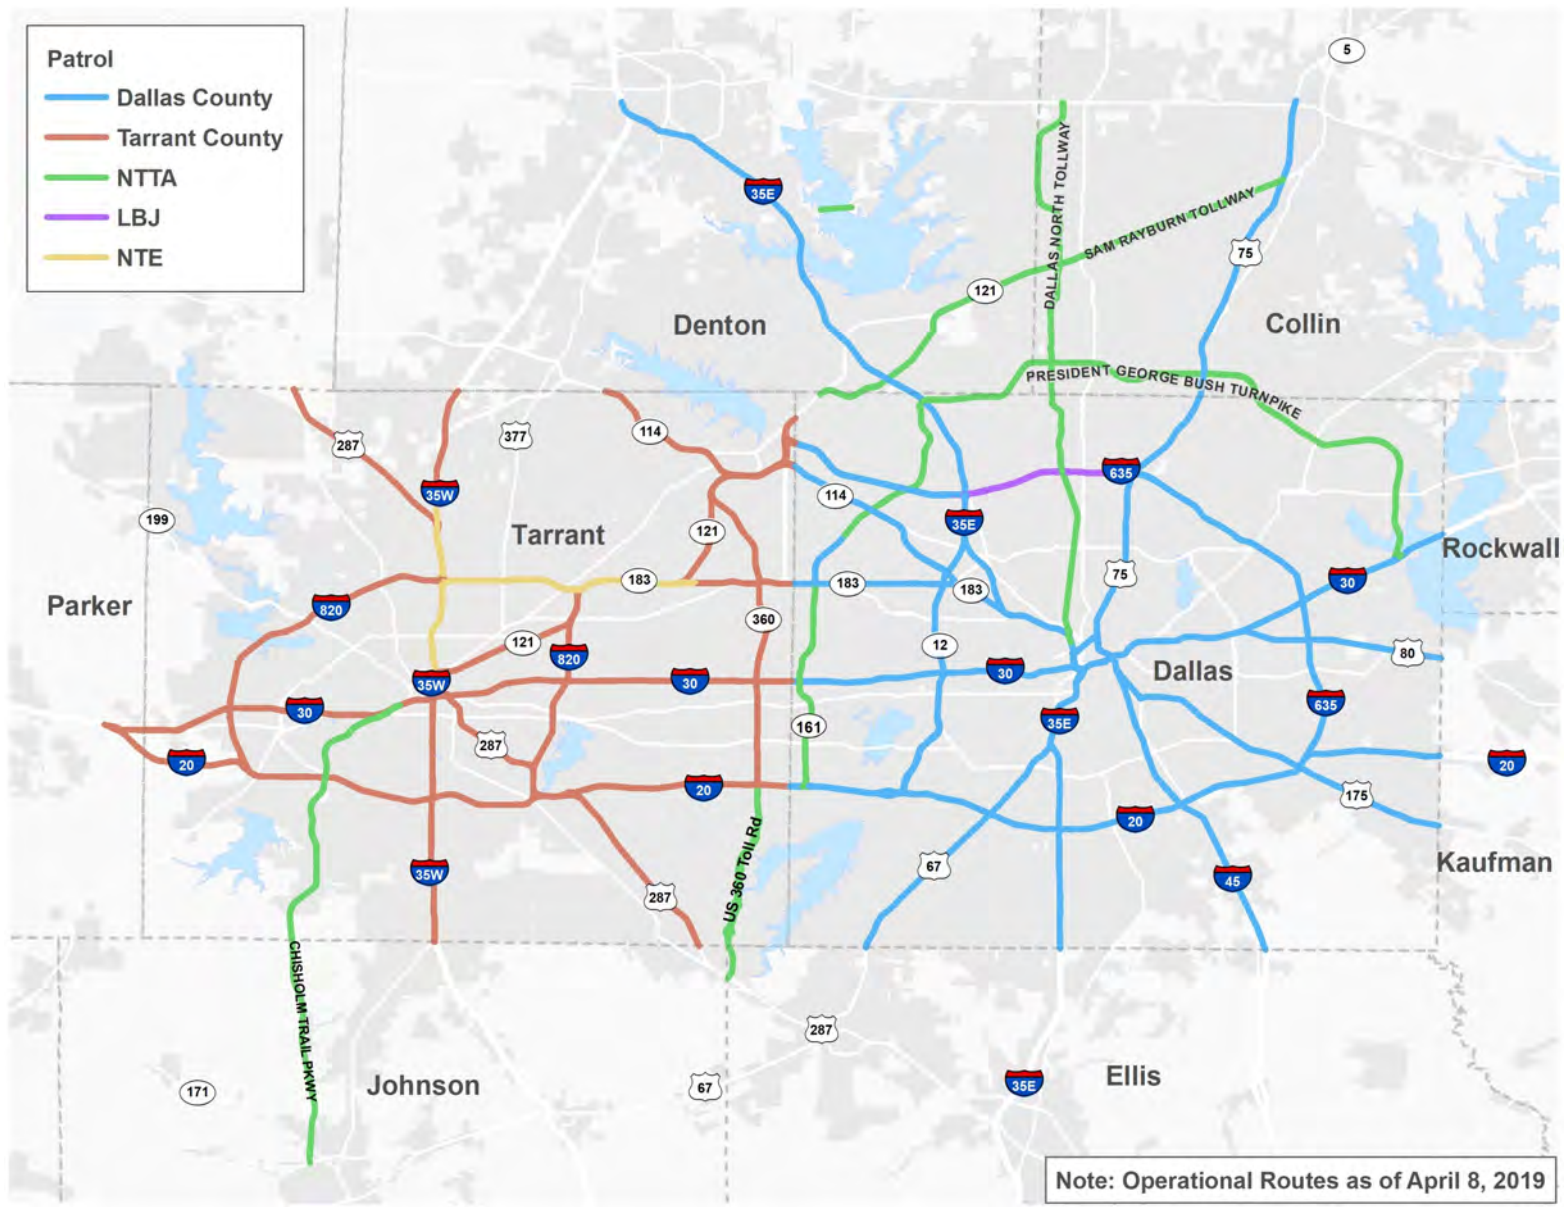 Patrol
Dallas County
Tarrant County
NTTA
LBJ
NTE
5
35E
DALLAS NORTH TOLLWAY
SAM RAYBURN TOLLWAY
75
121
Denton
Collin
PRESIDENT GEORGE BUSH TURNPIKE
287
377
114
35W
635
114
199
35E
121
Tarrant
Rockwall
75
30
183
183
183
Parker
820
360
121
12
820
80
35W
30
30
Dallas
30
635
35E
161
287
20
20
20
175
20
US 360 Toll Rd
67
Kaufman
35W
45
287
CHISHOLM TRAIL PKWY
287
35E
Ellis
Johnson
67
171
Note: Operational Routes as of April 8, 2019